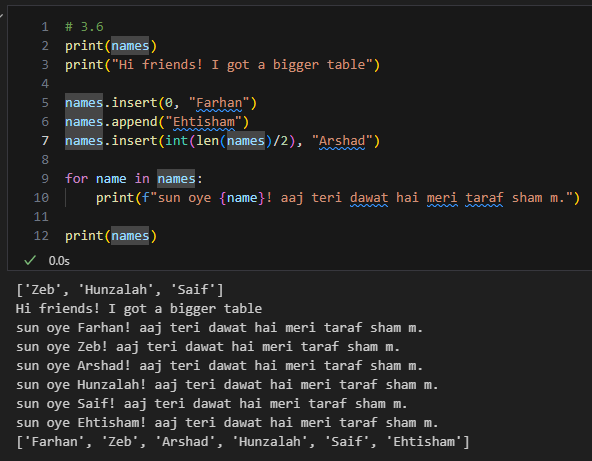 1 # 3.6
2 print(names)
3 print("Hi friends! I got a bigger table")
4
5 names.insert(0, "Farhan")
6 names.append("Ehtisham")
7 names.insert(int(len(names)/2), "Arshad")
8
9 for name in names:
10     print(f"sun oye {name}! aaj teri dawat hai meri taraf sham m.")
11
12 print(names)
✓ 0.0s
['Zeb', 'Hunzalah', 'Saif']
Hi friends! I got a bigger table
sun oye Farhan! aaj teri dawat hai meri taraf sham m.
sun oye Zeb! aaj teri dawat hai meri taraf sham m.
sun oye Arshad! aaj teri dawat hai meri taraf sham m.
sun oye Hunzalah! aaj teri dawat hai meri taraf sham m.
sun oye Saif! aaj teri dawat hai meri taraf sham m.
sun oye Ehtisham! aaj teri dawat hai meri taraf sham m.
['Farhan', 'Zeb', 'Arshad', 'Hunzalah', 'Saif', 'Ehtisham']